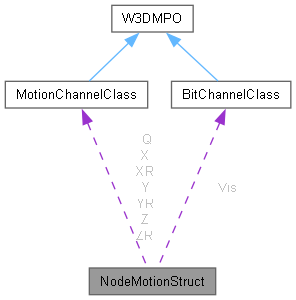 W3DMPO
MotionChannelClass
BitChannelClass
Q
X
XR
Y
YR
Z
ZR
Vis
NodeMotionStruct